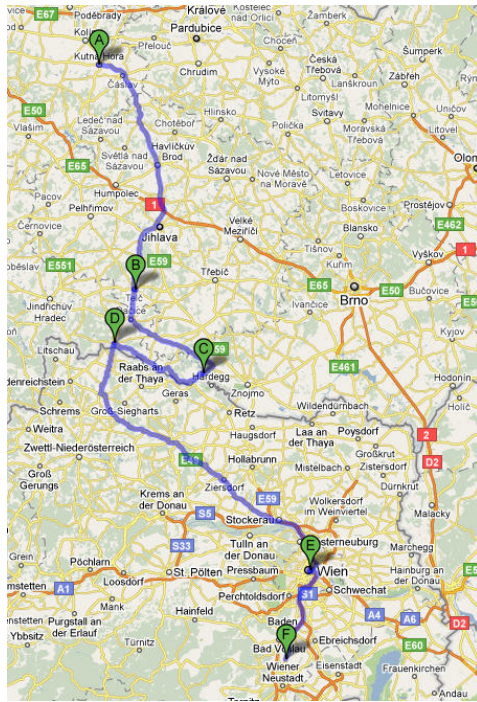 E67
Poděbrady
Králové
Kostelec
nad Orlicí
Žamberk
Kolín
Přelouč
Pardubice
A
Kutná Hora
Choceň
Čáslav
Chrudim
Vysoké
Mýto
Česká
Třebová
Šumperk
Lanškroun
Zábřeh
Litomyšl
E50
Vlašim
Ledeč nad
Sázavou
Chotěboř
Hlinsko
Svitavy
Moravská
Třebová
Mohelnice
Uničov
Litovel
Polička
Světlá nad
Sázavou
Havlíčkův
Brod
E65
Žďár nad
Sázavou
Nové Město
na Moravě
Letovice
Olom
Humpolec
Pacov
Pelhřimov
1
Boskovice
Prostějov
Černovice
Jihlava
Velké
Meziříčí
Blansko
E462
Tišnov
Vyškov
1
E551
B
E59
Kuřim
Třebíč
E65
E50
Bučovice
E50
Telč
Ivančice
Brno
Jindřichův
Hradec
D
C
E59
Kyjov
Litschau
E461
Raabs an
der Thaya
Hardegg
Hodonín
Geras
Znojmo
Holíč
Schrems
Groß-Siegharts
Retz
Wildendürnbach
Weitra
Laa an
der Thaya
Poysdorf
Haugsdorf
Großkrut
2
Zwettl-Niederösterreich
Hollabrunn
Zistersdorf
D2
Groß
Gerungs
Mistelbach
Ziersdorf
Dürnkrut
Krems an
der Donau
E59
Wolkersdorf
im Weinviertel
Malacky
S5
Stockerau
Grein
S33
Tulln an
der Donau
E
Marchegg
Pöchlarn
St. Pölten
Pressbaum
Wien
Hainburg an
der Donau
A1
Loosdorf
Perchtoldsdorf
S1
Schwechat
Mank
Hainfeld
Baden
A4
A6
D2
Ybbsitz
Purgstall an
der Erlauf
Türnitz
F
Bad Vöslau
Ebreichsdorf
E60
Wiener
Neustadt
Eisenstadt
Frauenkirchen
Andau